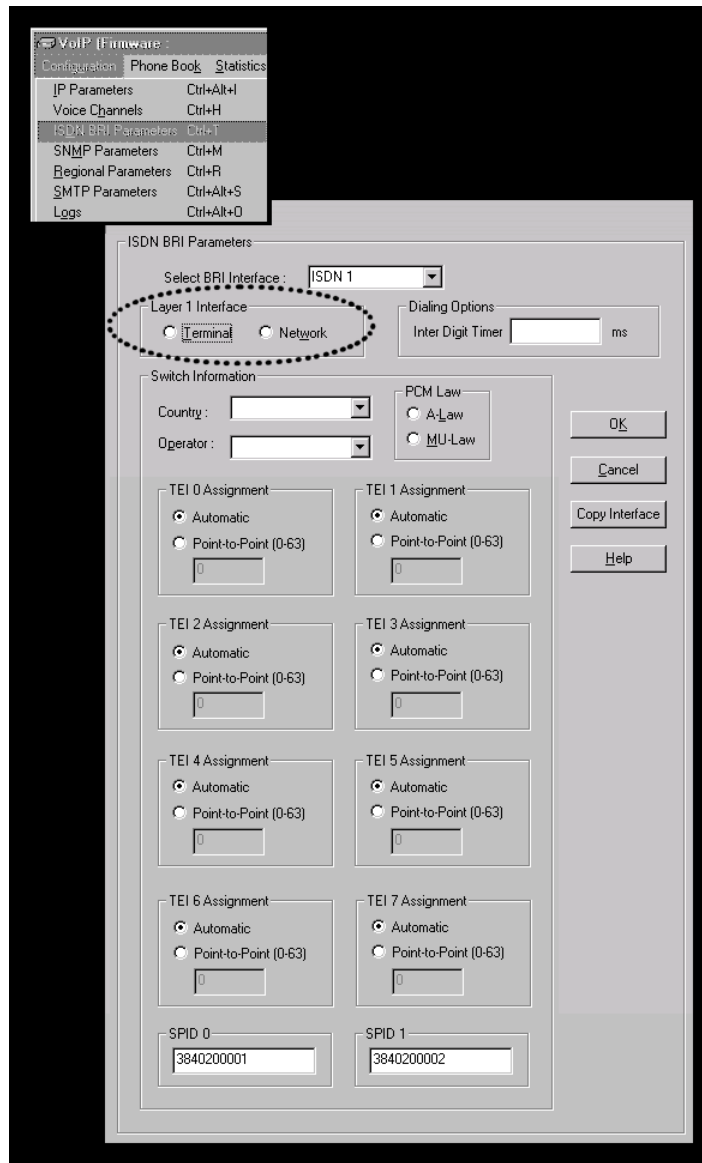 VoIP (Firmware :
Configuration Phone Book Statistics
IP Parameters Ctrl+Alt+I
Voice Channels Ctrl+H
ISDN BRI Parameters Ctrl+T
SNMP Parameters Ctrl+M
Regional Parameters Ctrl+R
SMTP Parameters Ctrl+Alt+S
Logs Ctrl+Alt+O
ISDN BRI Parameters
Select BRI Interface : ISDN 1
Layer 1 Interface
Terminal Network
Dialing Options
Inter Digit Timer ms
Switch Information
Country :
Operator :
PCM Law
A-Law
MU-Law
OK
Cancel
Copy Interface
Help
TEI 0 Assignment
Automatic
Point-to-Point (0-63)
0
TEI 1 Assignment
Automatic
Point-to-Point (0-63)
0
TEI 2 Assignment
Automatic
Point-to-Point (0-63)
0
TEI 3 Assignment
Automatic
Point-to-Point (0-63)
0
TEI 4 Assignment
Automatic
Point-to-Point (0-63)
0
TEI 5 Assignment
Automatic
Point-to-Point (0-63)
0
TEI 6 Assignment
Automatic
Point-to-Point (0-63)
0
TEI 7 Assignment
Automatic
Point-to-Point (0-63)
0
SPID 0
3840200001
SPID 1
3840200002